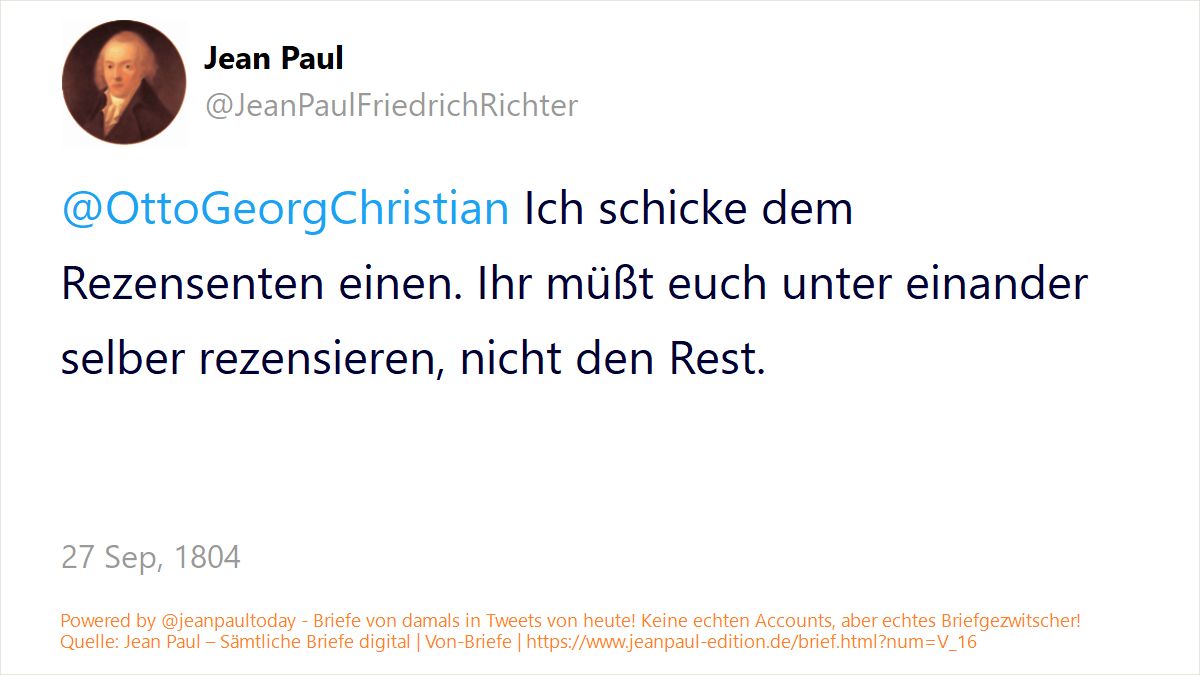 Jean Paul
@JeanPaulFriedrichRichter
@OttoGeorgChristian Ich schicke dem
Rezensenten einen. Ihr müßt euch unter einander
selber rezensieren, nicht den Rest.
27 Sep, 1804
Powered by @jeanpaultoday - Briefe von damals in Tweets von heute! Keine echten Accounts, aber echtes Briefgezwitscher!
Quelle: Jean Paul – Sämtliche Briefe digital | Von-Briefe | https://www.jeanpaul-edition.de/brief.html?num=V_16